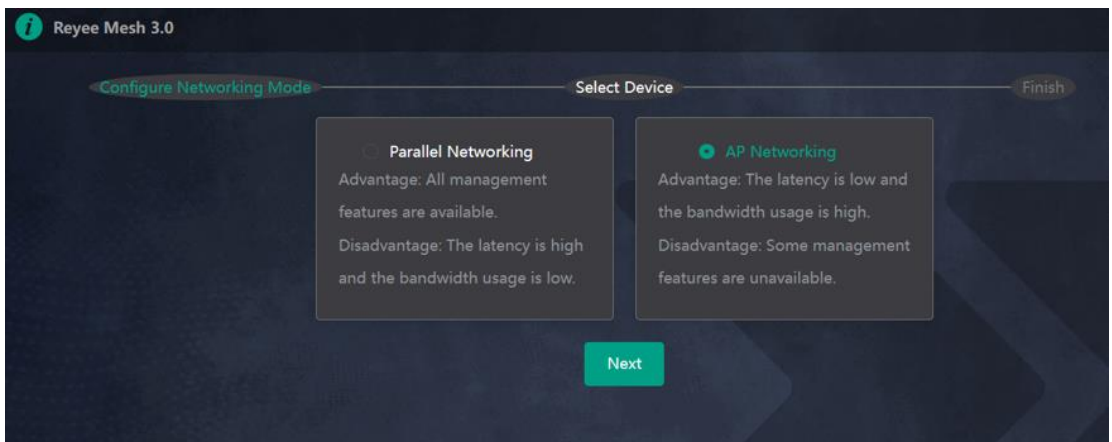 Reyee Mesh 3.0
Configure Networking Mode
Select Device
Finish
Parallel Networking
Advantage: All management
features are available.
Disadvantage: The latency is high
and the bandwidth usage is low.
AP Networking
Advantage: The latency is low and
the bandwidth usage is high.
Disadvantage: Some management
features are unavailable.
Next